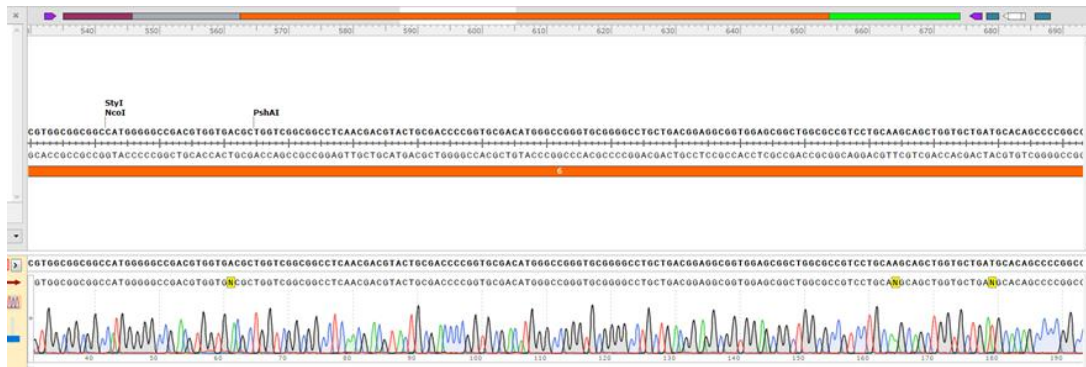 540 550 560 570 580 590 600 610 620 630 640 650 660 670 680 690
StyI
NcoI PshAI
CGTGGCGGCGGCCATGGGGGCCGACGTGGTGACGCTGGTCGGCGGCCTCAACGACGTACTGCGACCCCGGTGCGACATGGGCCGGGTGCGGGGCCTGCTGACGGAGGCGGTGGAGCGGCTGGCGCCGTCCTGCAAGCAGCTGGTGCTGATGCACAGCCCCGGCC
GCACCGCCGCCGGTACCCCCGGCTGCACCACTGCGACCAGCCGCCGGAGTTGCTGCATGACGCTGGGGCCACGCTGTACCCGGCCCACGCCCCGGACGACTGCCTCCGCCACCTCGCCGACCGCGGCAGGACGTTCGTCGACCACGACTACGTGTCGGGGCCGG
6
CGTGGCGGCGGCCATGGGGGCCGACGTGGTGACGCTGGTCGGCGGCCTCAACGACGTACTGCGACCCCGGTGCGACATGGGCCGGGTGCGGGGCCTGCTGACGGAGGCGGTGGAGCGGCTGGCGCCGTCCTGCAAGCAGCTGGTGCTGATGCACAGCCCCGGCC
GTGGCGGCGGCCATGGGGGCCGACGTGGTGNCGCTGGTCGGCGGCCTCAACGACGTACTGCGACCCCGGTGCGACATGGGCCGGGTGCGGGGCCTGCTGACGGAGGCGGTGGAGCGGCTGGCGCCGTCCTGCANGCAGCTGGTGCTGANGCACAGCCCCGGCC
40 50 60 70 80 90 100 110 120 130 140 150 160 170 180 190